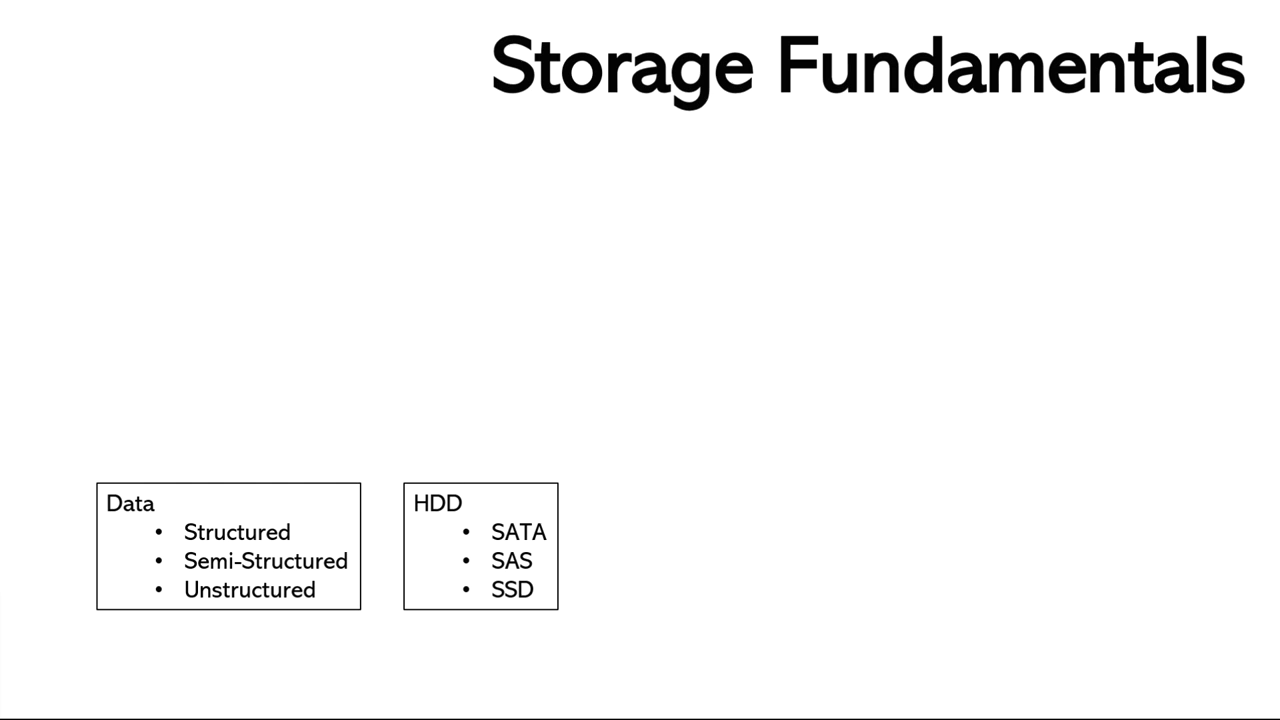 Storage Fundamentals
Data
• Structured
• Semi-Structured
• Unstructured
HDD
• SATA
• SAS
• SSD